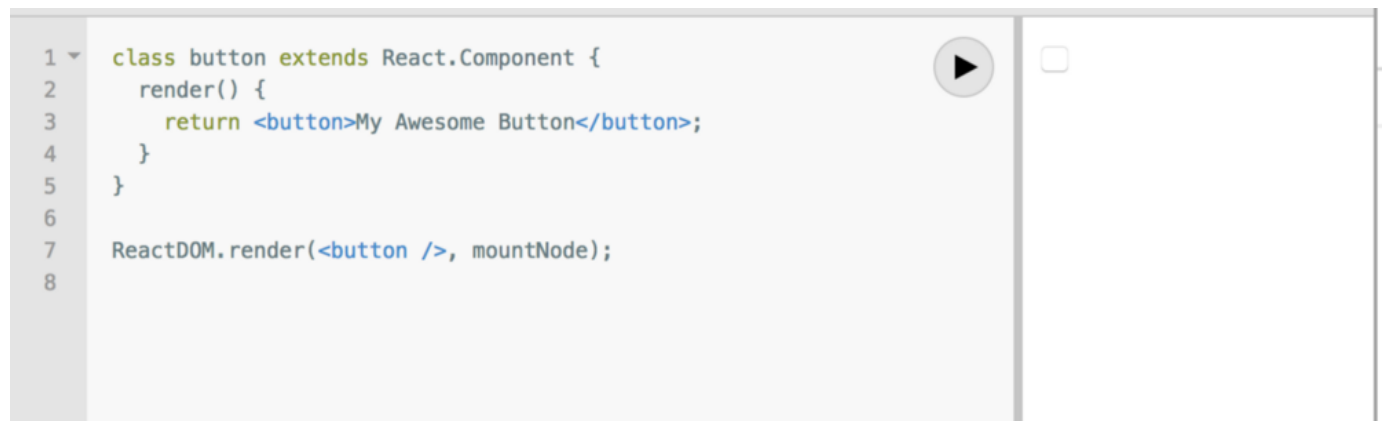 1 class button extends React.Component {
2 render() {
3 return <button>My Awesome Button</button>;
4 }
5 }
6
7 ReactDOM.render(<button />, mountNode);
8